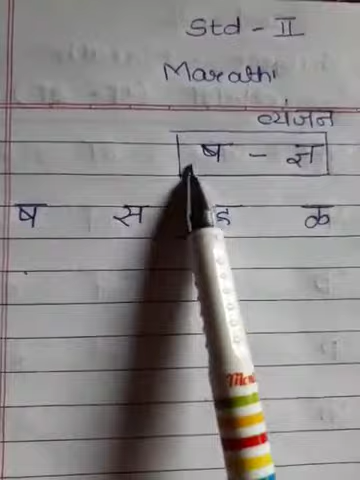 Std - II
Marathi
व्यंजन
ष - ज्ञ
ष स ह क